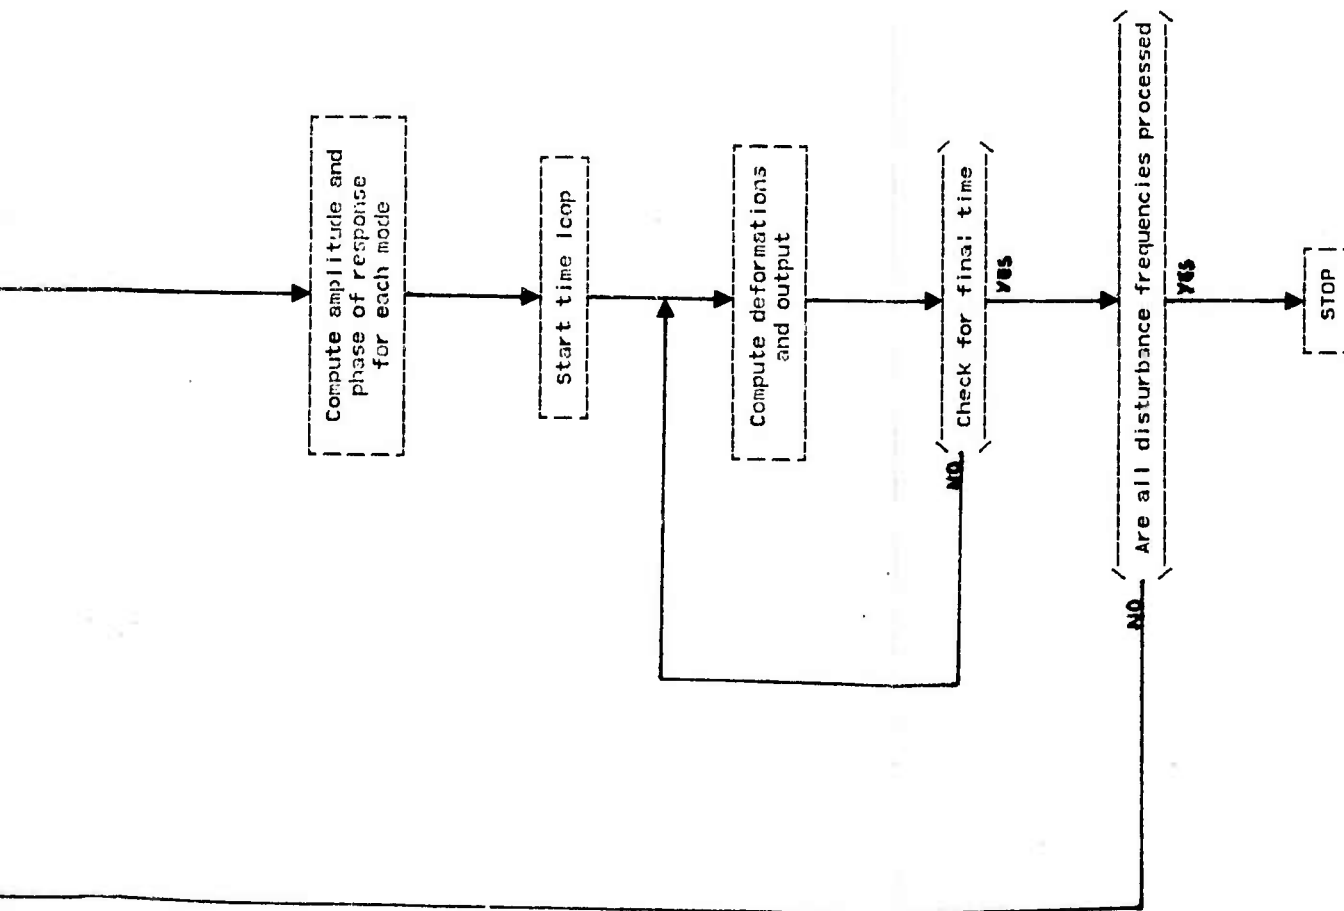 Compute amplitude and
phase of response
for each mode
Start time loop
Compute deformations
and output
Check for final time
NO
YES
Are all disturbance frequencies processed
NO
YES
STOP